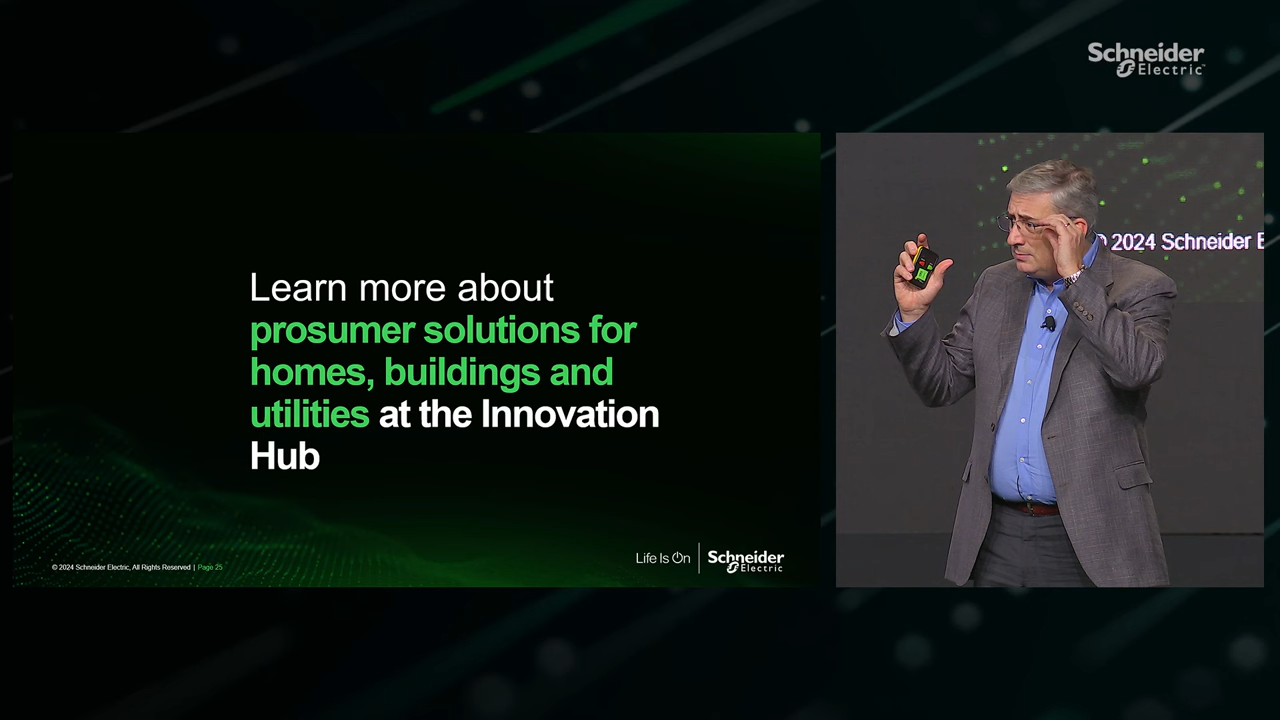 Schneider
Electric
Learn more about
prosumer solutions for
homes, buildings and
utilities at the Innovation
Hub
© 2024 Schneider Electric, All Rights Reserved | Page 25
Life Is On
Schneider
Electric
© 2024 Schneider E